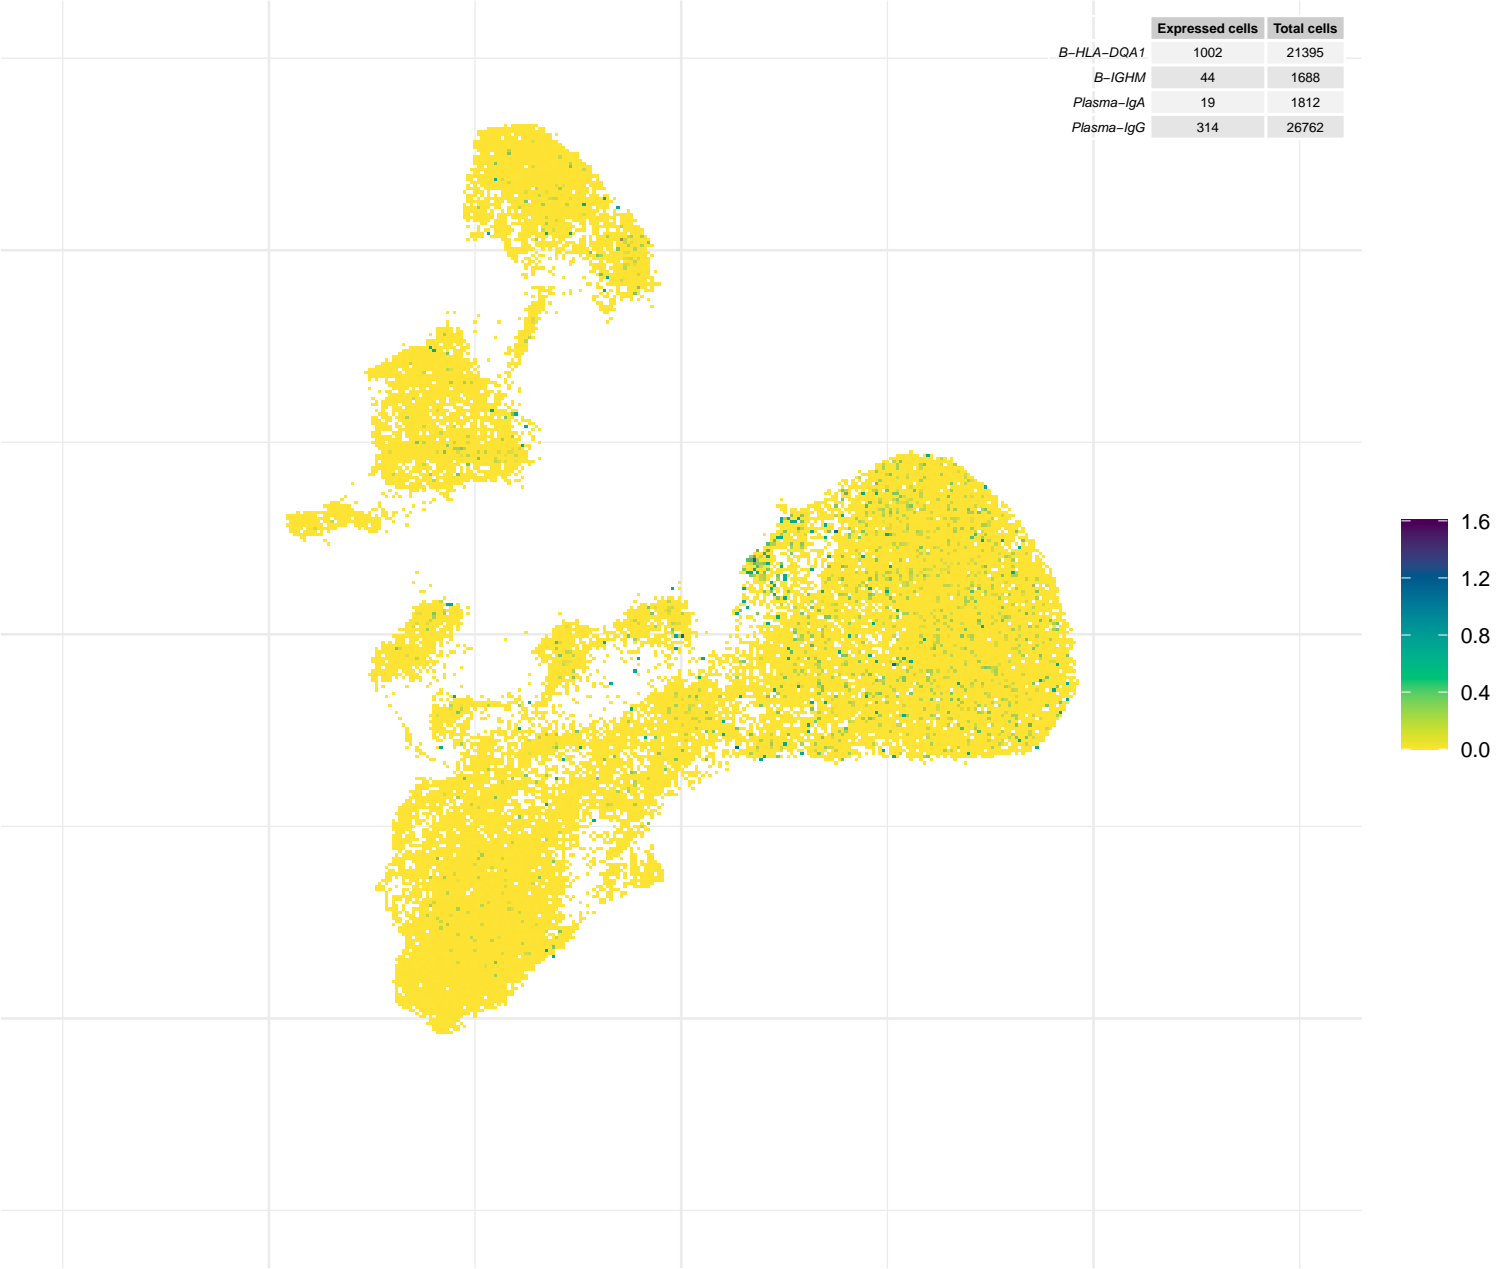 Expressed cells Total cells
B−HLA−DQA1 1002 21395
B−IGHM 44 1688
Plasma−IgA 19 1812
Plasma−IgG 314 26762
1.6
1.2
0.8
0.4
0.0